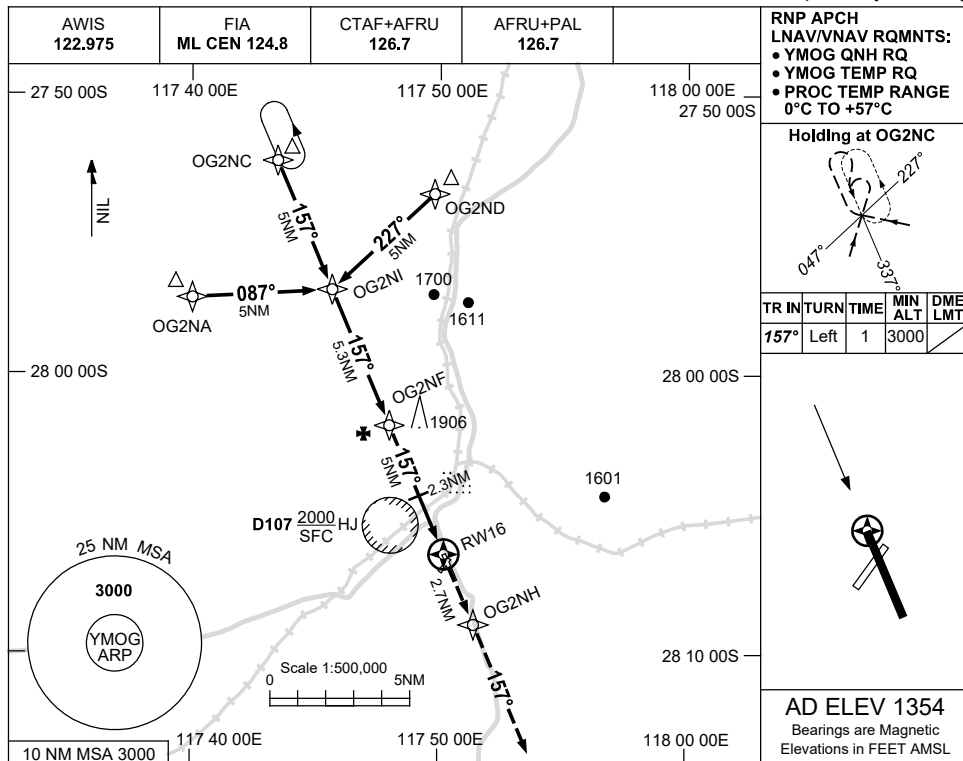 AWIS
122.975
FIA
ML CEN 124.8
CTAF+AFRU
126.7
AFRU+PAL
126.7
RNP APCH
LNAV/VNAV RQMNTS:
• YMOG QNH RQ
• YMOG TEMP RQ
• PROC TEMP RANGE
0°C TO +57°C
117 40 00E
117 50 00E
118 00 00E
27 50 00S
27 50 00S
Holding at OG2NC
227°
047°
337°
TR IN TURN TIME MIN ALT DME LMT
157° Left 1 3000
NIL
OG2NC
157°
5NM
OG2ND
227°
5NM
OG2NI
087°
5NM
OG2NA
1700
1611
157°
5.3NM
28 00 00S
28 00 00S
OG2NF
1906
157°
5NM
2.3NM
1601
D107 2000 HJ
SFC
RW16
2.7NM
OG2NH
157°
25 NM MSA
3000
YMOG
ARP
Scale 1:500,000
0 5NM
28 10 00S
10 NM MSA 3000
117 40 00E
117 50 00E
118 00 00E
AD ELEV 1354
Bearings are Magnetic
Elevations in FEET AMSL